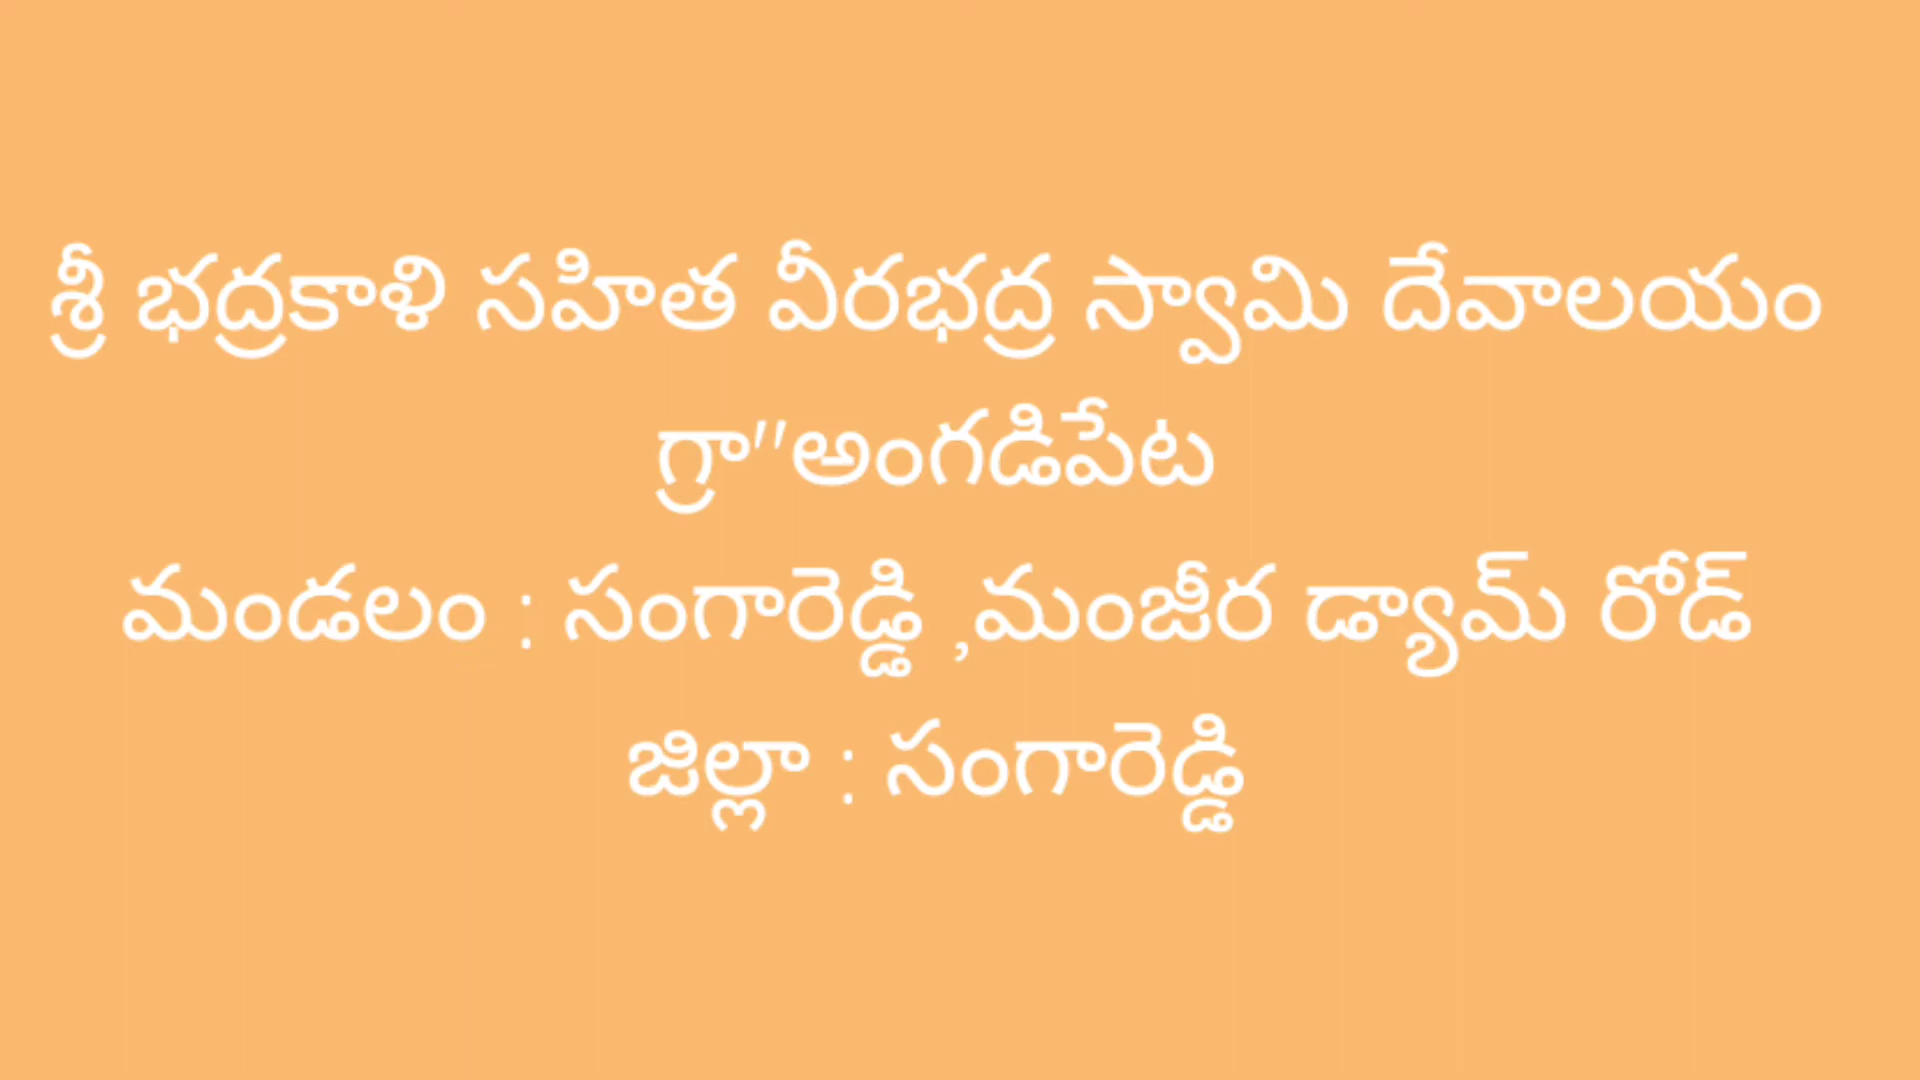 శ్రీ భద్రకాళి సహిత వీరభద్ర స్వామి దేవాలయం
గ్రా"అంగడిపేట
మండలం : సంగారెడ్డి ,మంజీర డ్యామ్ రోడ్
జిల్లా : సంగారెడ్డి